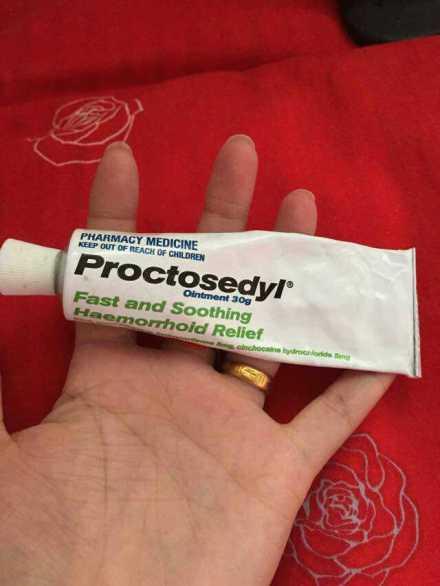 PHARMACY MEDICINE
KEEP OUT OF REACH OF CHILDREN
Proctosedyl®
Ointment 30g
Fast and Soothing
Haemorrhoid Relief
5mg, cinchocaine hydrochloride 5mg